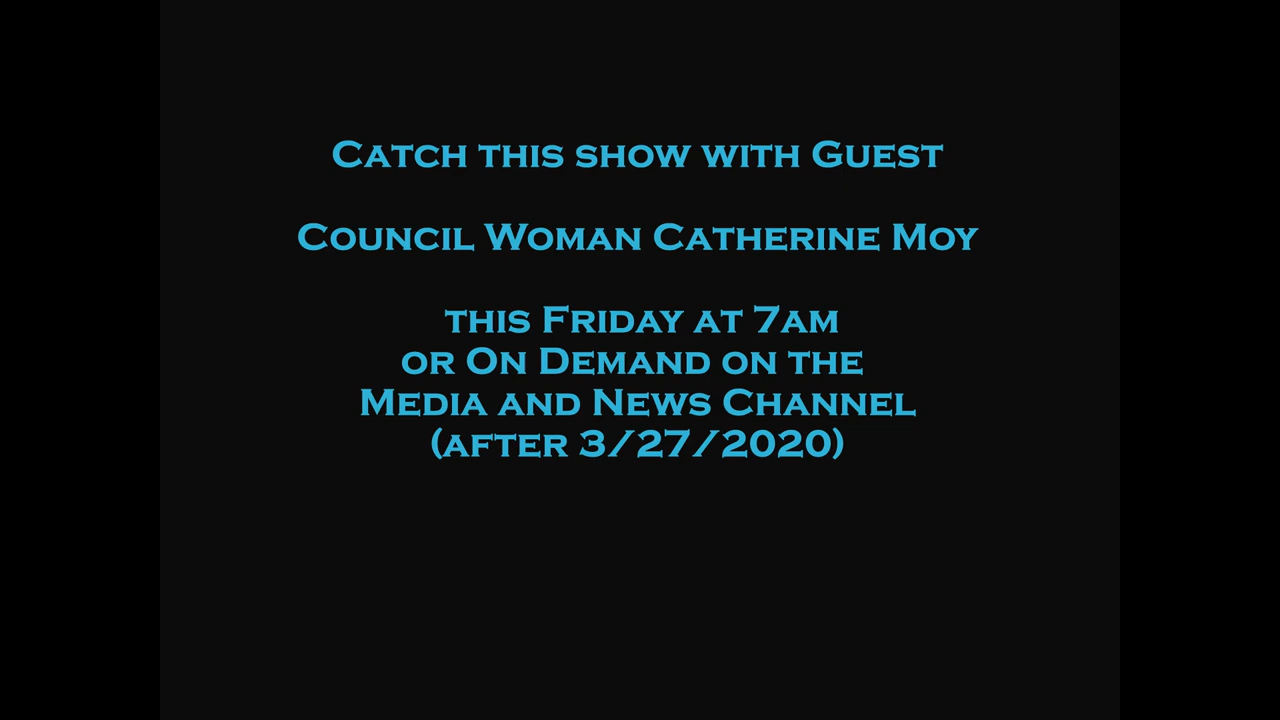 Catch this show with Guest
Council Woman Catherine Moy
this Friday at 7am
or On Demand on the
Media and News Channel
(after 3/27/2020)